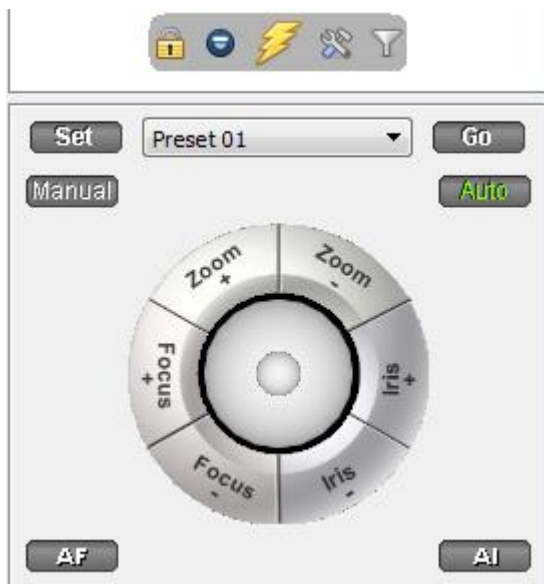 Set
Preset 01
Go
Manual
Auto
Zoom
+
Zoom
-
Focus
+
Iris
+
Focus
-
Iris
-
AF
AI